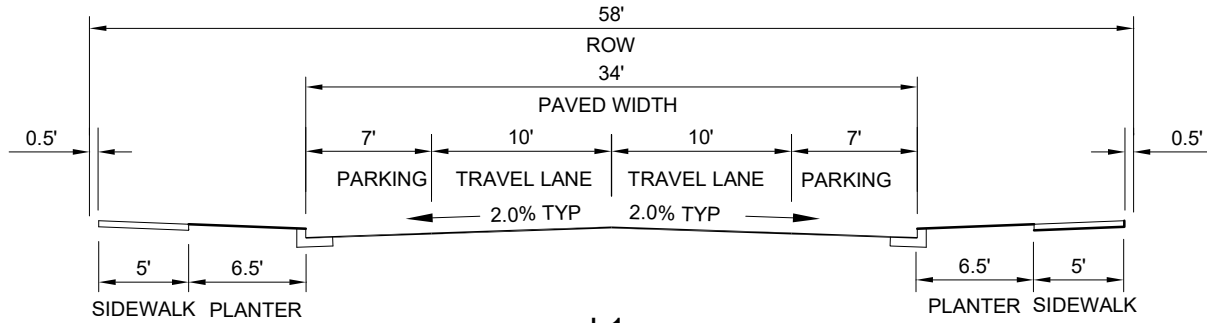 58'
ROW
34'
PAVED WIDTH
0.5' 7' 10' 10' 7' 0.5'
PARKING TRAVEL LANE TRAVEL LANE PARKING
2.0% TYP 2.0% TYP
5' 6.5' 6.5' 5'
SIDEWALK PLANTER PLANTER SIDEWALK